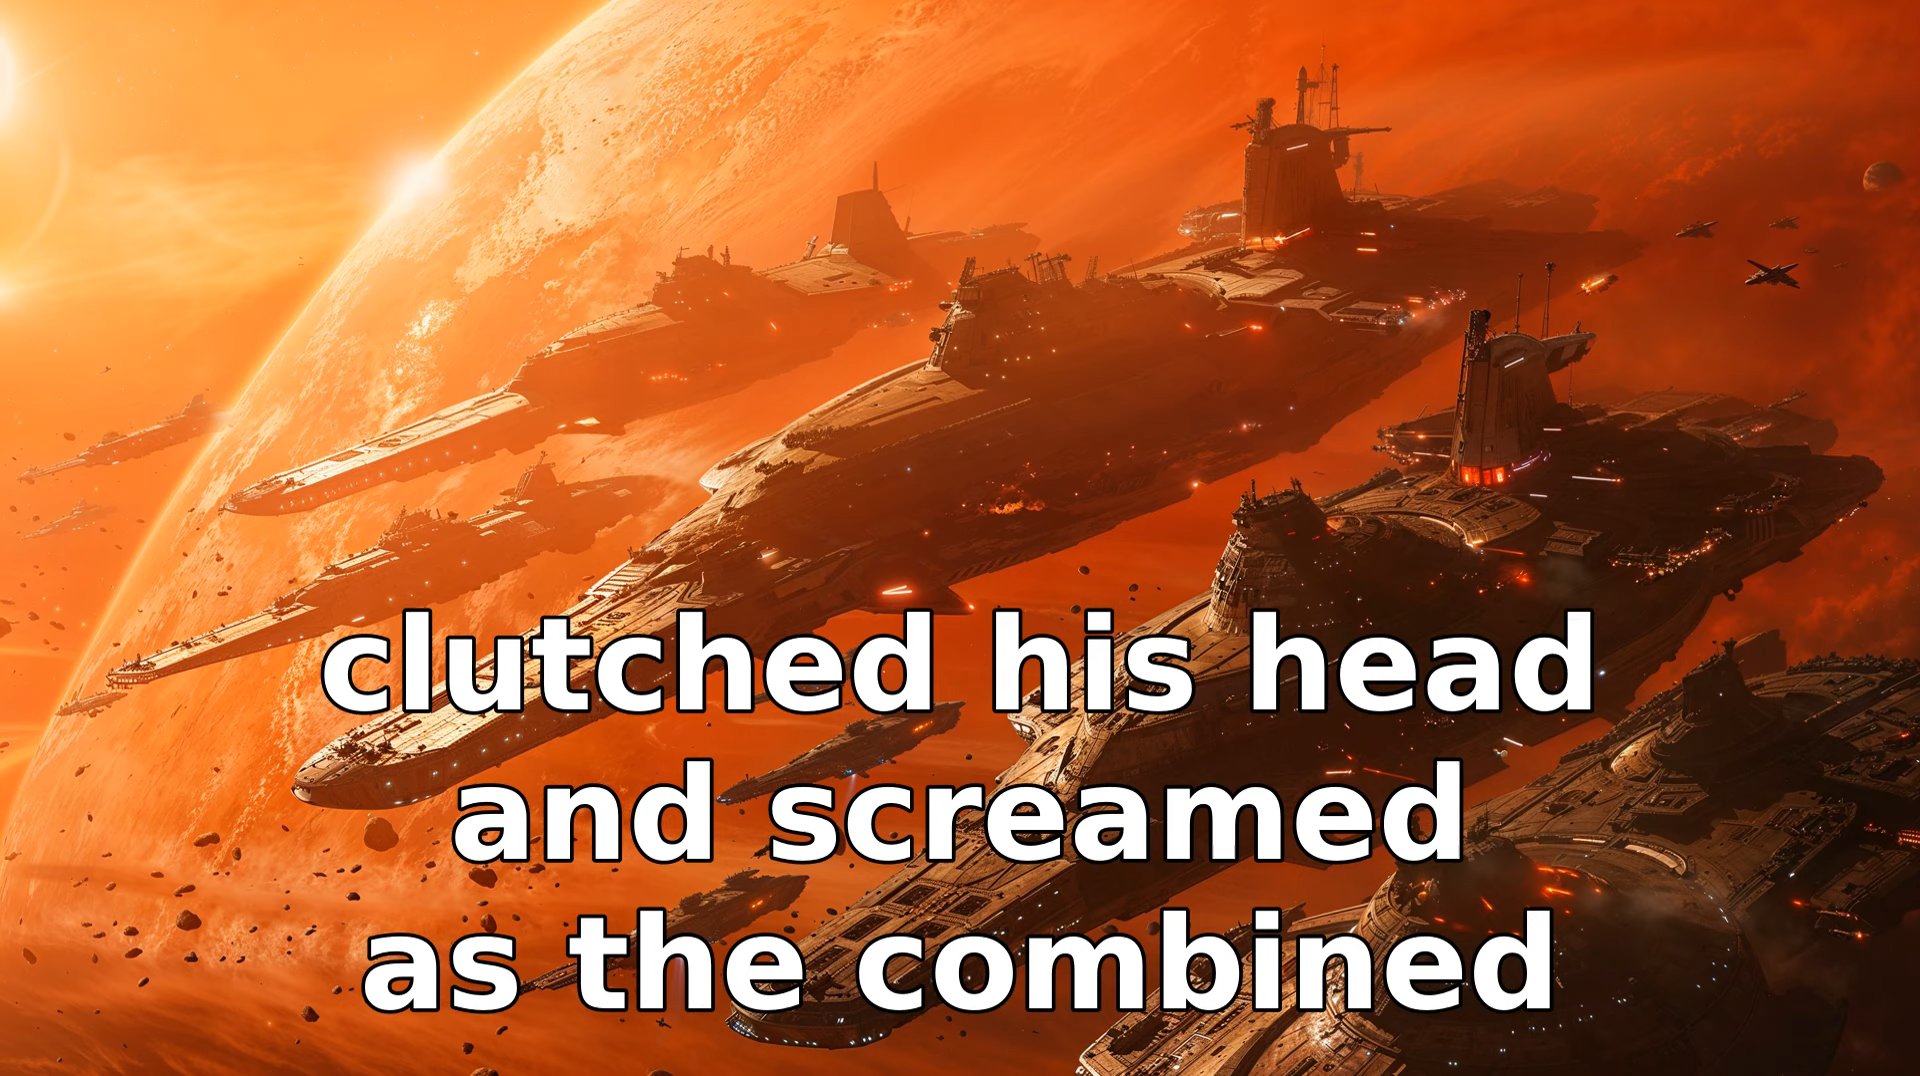 clutched his head
and screamed
as the combined